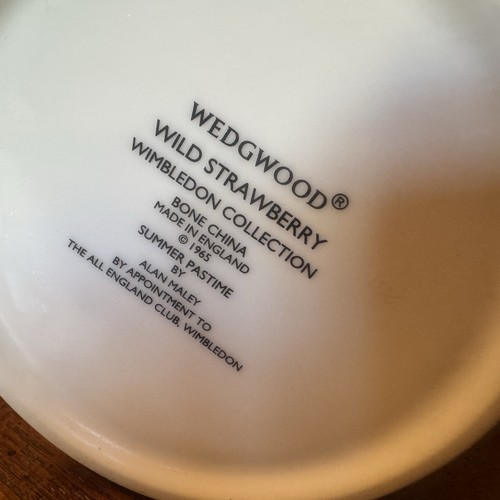 WEDGWOOD®
WILD STRAWBERRY
WIMBLEDON COLLECTION
BONE CHINA
MADE IN ENGLAND
© 1965
SUMMER PASTIME
BY
ALAN MALEY
BY APPOINTMENT TO
THE ALL ENGLAND CLUB, WIMBLEDON